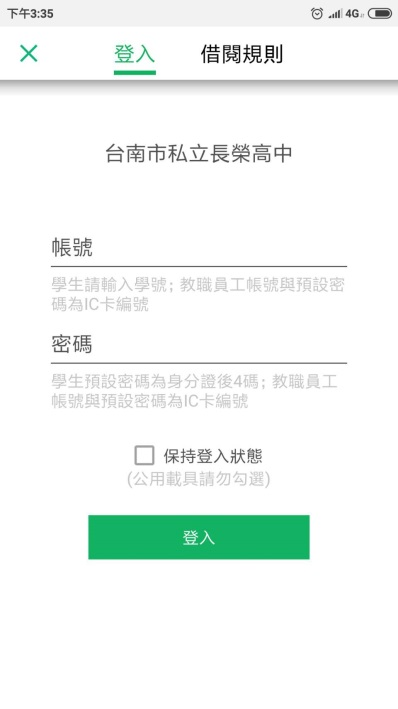 下午3:35
4G
登入 借閱規則
台南市私立長榮高中
帳號
學生請輸入學號；教職員工帳號與預設密
碼為IC卡編號
密碼
學生預設密碼為身分證後4碼；教職員工
帳號與預設密碼為IC卡編號
保持登入狀態
(公用載具請勿勾選)
登入